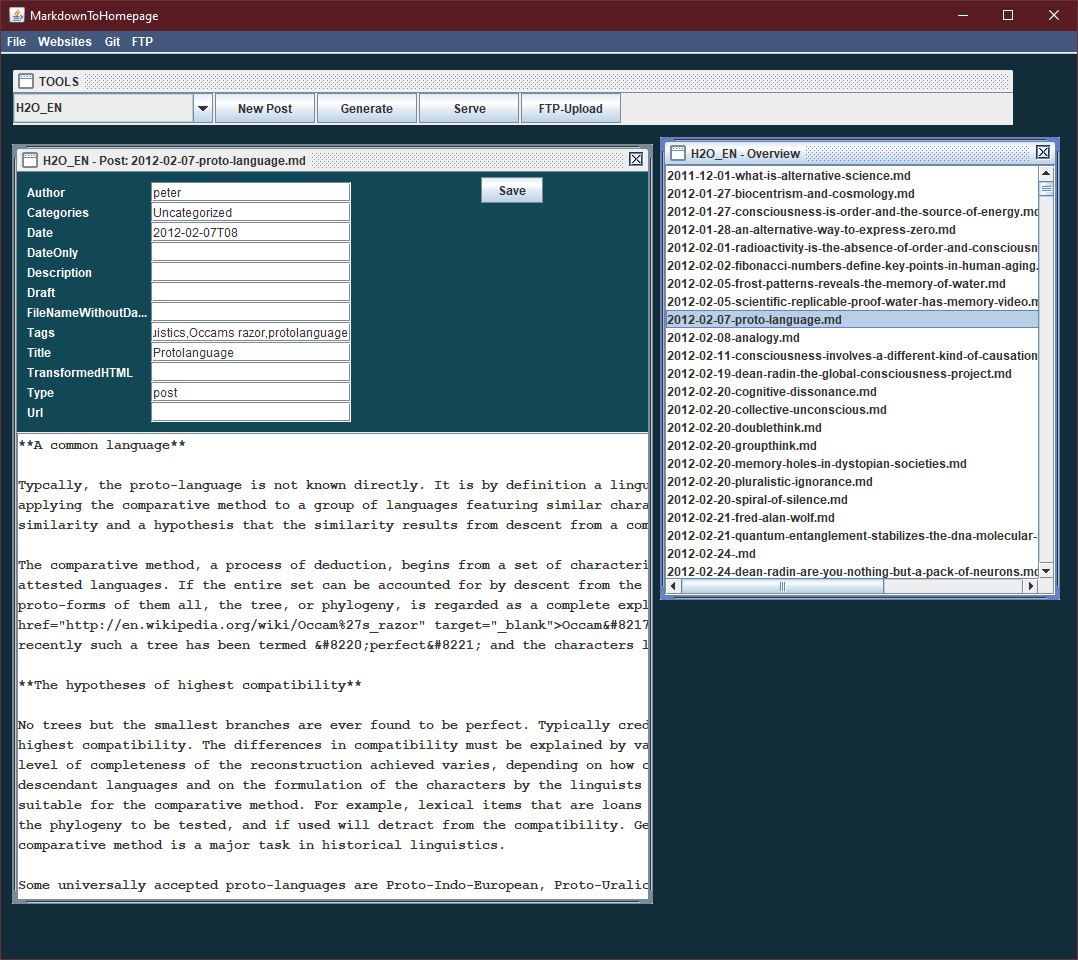 MarkdownToHomepage
File Websites Git FTP
TOOLS
H2O_EN New Post Generate Serve FTP-Upload
H2O_EN - Post: 2012-02-07-proto-language.md
Author peter
Save
Categories Uncategorized
Date 2012-02-07T08
DateOnly
Description
Draft
FileNameWithoutDa...
Tags uistics,Occams razor,protolanguage
Title Protolanguage
TransformedHTML
Type post
Url
**A common language**
Typcally, the proto-language is not known directly. It is by definition a lingu
applying the comparative method to a group of languages featuring similar chara
similarity and a hypothesis that the similarity results from descent from a com
The comparative method, a process of deduction, begins from a set of characteri
attested languages. If the entire set can be accounted for by descent from the
proto-forms of them all, the tree, or phylogeny, is regarded as a complete expl
href="http://en.wikipedia.org/wiki/Occam%27s_razor" target="_blank">Occam&#8217
recently such a tree has been termed &#8220;perfect&#8221; and the characters l
**The hypotheses of highest compatibility**
No trees but the smallest branches are ever found to be perfect. Typically cred
highest compatibility. The differences in compatibility must be explained by va
level of completeness of the reconstruction achieved varies, depending on how c
descendant languages and on the formulation of the characters by the linguists
suitable for the comparative method. For example, lexical items that are loans
the phylogeny to be tested, and if used will detract from the compatibility. Ge
comparative method is a major task in historical linguistics.
Some universally accepted proto-languages are Proto-Indo-European, Proto-Uralic
H2O_EN - Overview
2011-12-01-what-is-alternative-science.md
2012-01-27-biocentrism-and-cosmology.md
2012-01-27-consciousness-is-order-and-the-source-of-energy.md
2012-01-28-an-alternative-way-to-express-zero.md
2012-02-01-radioactivity-is-the-absence-of-order-and-consciousn
2012-02-02-fibonacci-numbers-define-key-points-in-human-aging.
2012-02-05-frost-patterns-reveals-the-memory-of-water.md
2012-02-05-scientific-replicable-proof-water-has-memory-video.m
2012-02-07-proto-language.md
2012-02-08-analogy.md
2012-02-11-consciousness-involves-a-different-kind-of-causation
2012-02-19-dean-radin-the-global-consciousness-project.md
2012-02-20-cognitive-dissonance.md
2012-02-20-collective-unconscious.md
2012-02-20-doublethink.md
2012-02-20-groupthink.md
2012-02-20-memory-holes-in-dystopian-societies.md
2012-02-20-pluralistic-ignorance.md
2012-02-20-spiral-of-silence.md
2012-02-21-fred-alan-wolf.md
2012-02-21-quantum-entanglement-stabilizes-the-dna-molecular-
2012-02-24-.md
2012-02-24-dean-radin-are-you-nothing-but-a-pack-of-neurons.md